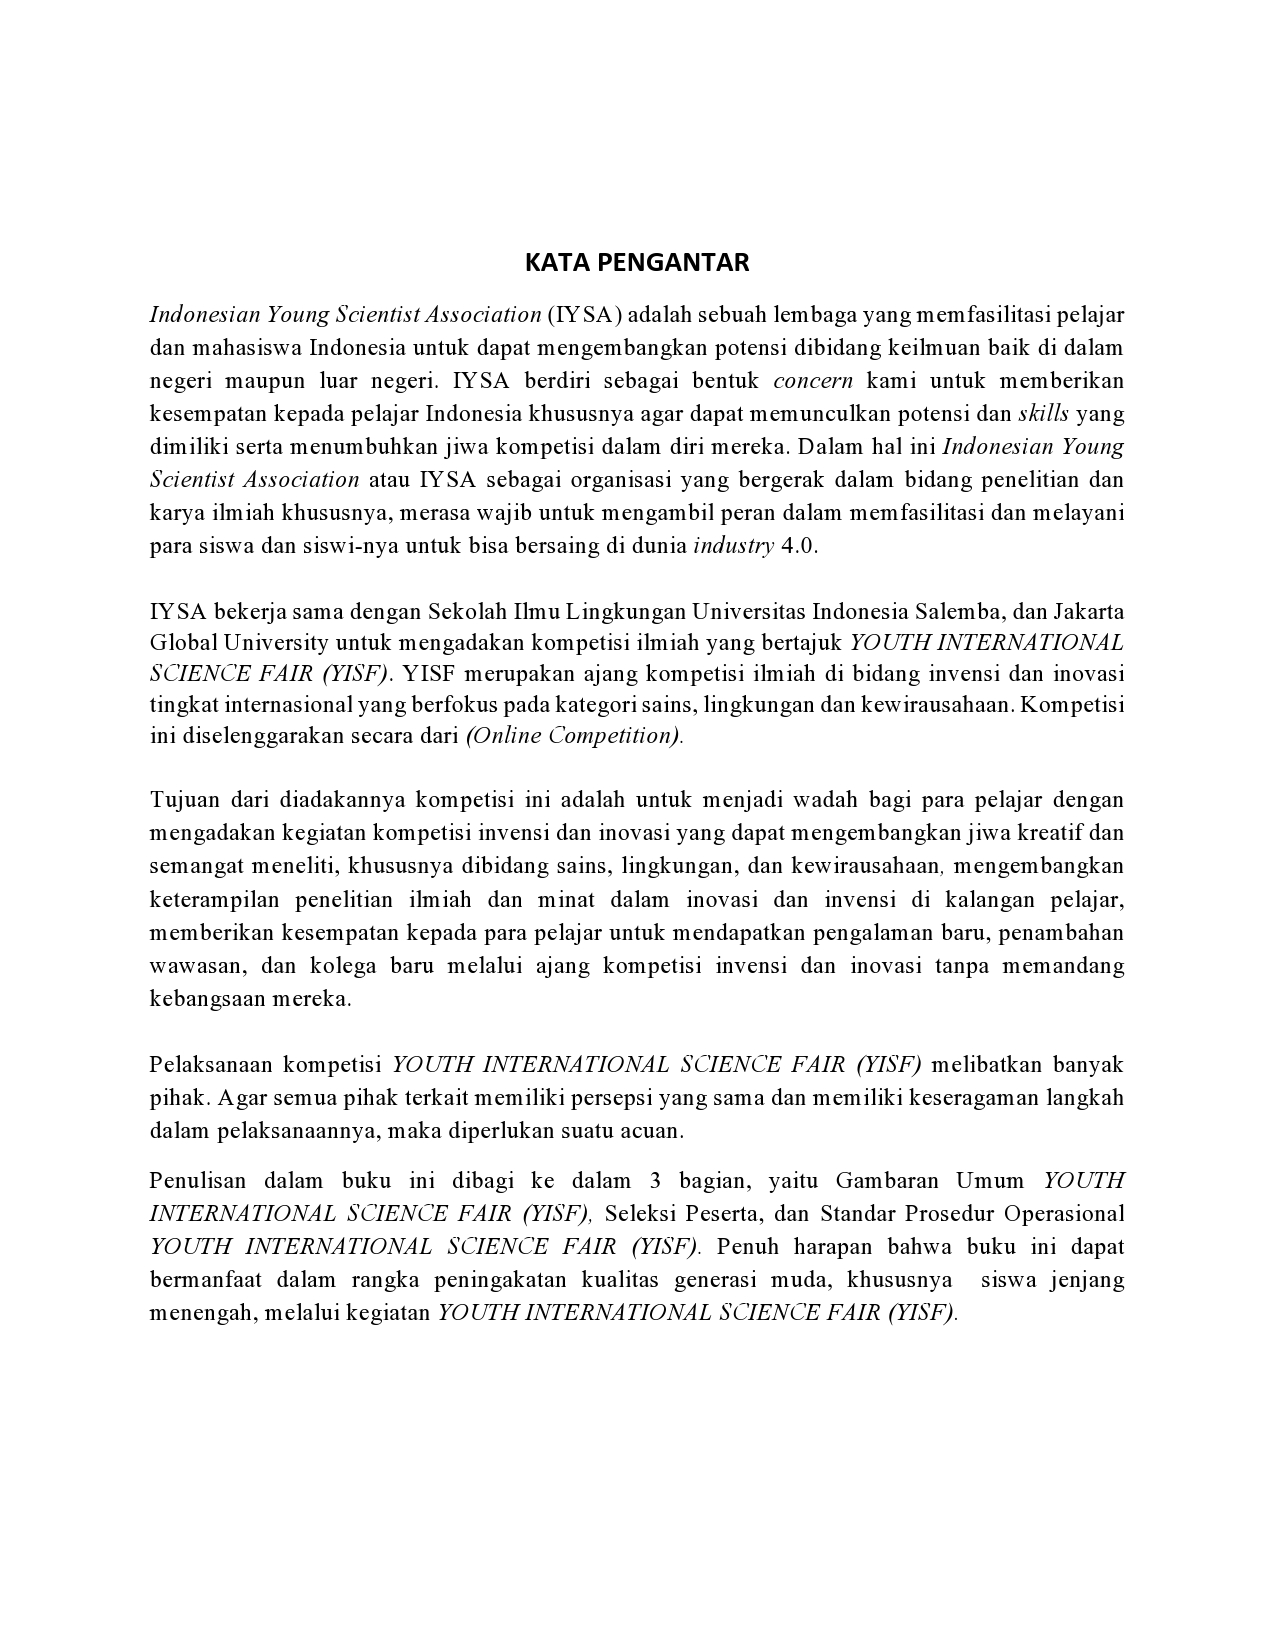 KATA PENGANTAR
Indonesian Young Scientist Association (IYSA) adalah sebuah lembaga yang memfasilitasi pelajar
dan mahasiswa Indonesia untuk dapat mengembangkan potensi dibidang keilmuan baik di dalam
negeri maupun luar negeri. IYSA berdiri sebagai bentuk concern kami untuk memberikan
kesempatan kepada pelajar Indonesia khususnya agar dapat memunculkan potensi dan skills yang
dimiliki serta menumbuhkan jiwa kompetisi dalam diri mereka. Dalam hal ini Indonesian Young
Scientist Association atau IYSA sebagai organisasi yang bergerak dalam bidang penelitian dan
karya ilmiah khususnya, merasa wajib untuk mengambil peran dalam memfasilitasi dan melayani
para siswa dan siswi-nya untuk bisa bersaing di dunia industry 4.0.
IYSA bekerja sama dengan Sekolah Ilmu Lingkungan Universitas Indonesia Salemba, dan Jakarta
Global University untuk mengadakan kompetisi ilmiah yang bertajuk YOUTH INTERNATIONAL
SCIENCE FAIR (YISF). YISF merupakan ajang kompetisi ilmiah di bidang invensi dan inovasi
tingkat internasional yang berfokus pada kategori sains, lingkungan dan kewirausahaan. Kompetisi
ini diselenggarakan secara dari (Online Competition).
Tujuan dari diadakannya kompetisi ini adalah untuk menjadi wadah bagi para pelajar dengan
mengadakan kegiatan kompetisi invensi dan inovasi yang dapat mengembangkan jiwa kreatif dan
semangat meneliti, khususnya dibidang sains, lingkungan, dan kewirausahaan, mengembangkan
keterampilan penelitian ilmiah dan minat dalam inovasi dan invensi di kalangan pelajar,
memberikan kesempatan kepada para pelajar untuk mendapatkan pengalaman baru, penambahan
wawasan, dan kolega baru melalui ajang kompetisi invensi dan inovasi tanpa memandang
kebangsaan mereka.
Pelaksanaan kompetisi YOUTH INTERNATIONAL SCIENCE FAIR (YISF) melibatkan banyak
pihak. Agar semua pihak terkait memiliki persepsi yang sama dan memiliki keseragaman langkah
dalam pelaksanaannya, maka diperlukan suatu acuan.
Penulisan dalam buku ini dibagi ke dalam 3 bagian, yaitu Gambaran Umum YOUTH
INTERNATIONAL SCIENCE FAIR (YISF), Seleksi Peserta, dan Standar Prosedur Operasional
YOUTH INTERNATIONAL SCIENCE FAIR (YISF). Penuh harapan bahwa buku ini dapat
bermanfaat dalam rangka peningakatan kualitas generasi muda, khususnya siswa jenjang
menengah, melalui kegiatan YOUTH INTERNATIONAL SCIENCE FAIR (YISF).